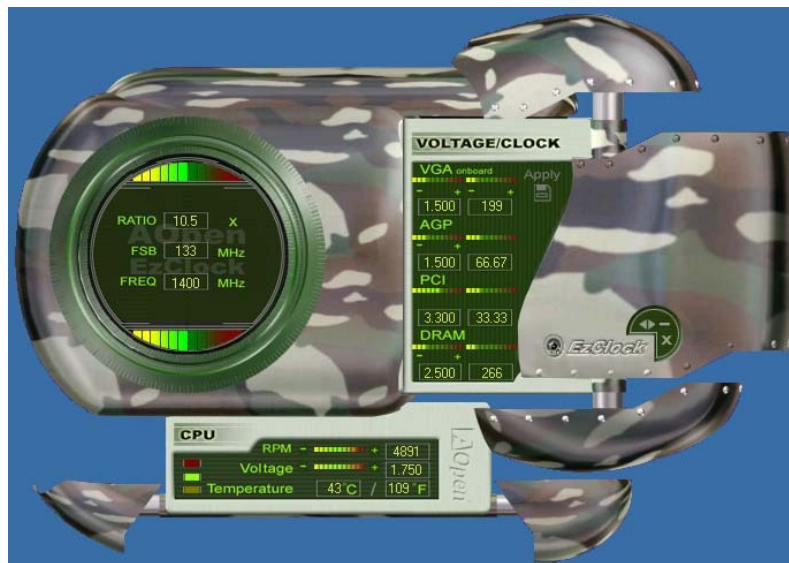 VOLTAGE/CLOCK
VGA onboard
Apply
- + - +
1.500 199
AGP
- +
1.500 66.67
PCI
3.300 33.33
DRAM
- +
2.500 266
RATIO 10.5 X
AOpen
FSB 133 MHz
EzClock
FREQ 1400 MHz
EzClock
X
CPU
RPM - + 4891
Voltage - + 1.750
Temperature 43°C / 109°F
AOpen